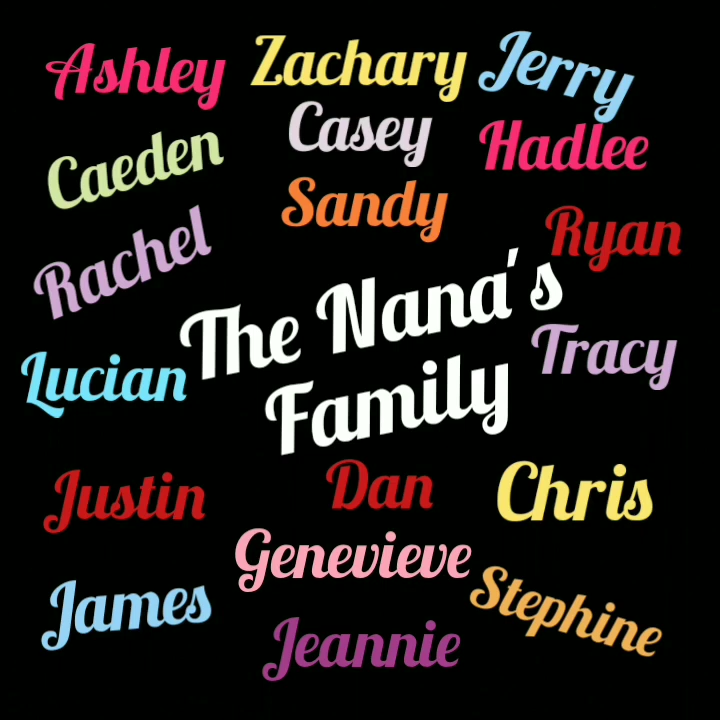 Ashley
Zachary
Jerry
Casey
Hadlee
Caeden
Sandy
Ryan
Rachel
The Nana's
Family
Tracy
Lucian
Justin
Dan
Chris
Genevieve
James
Stephine
Jeannie